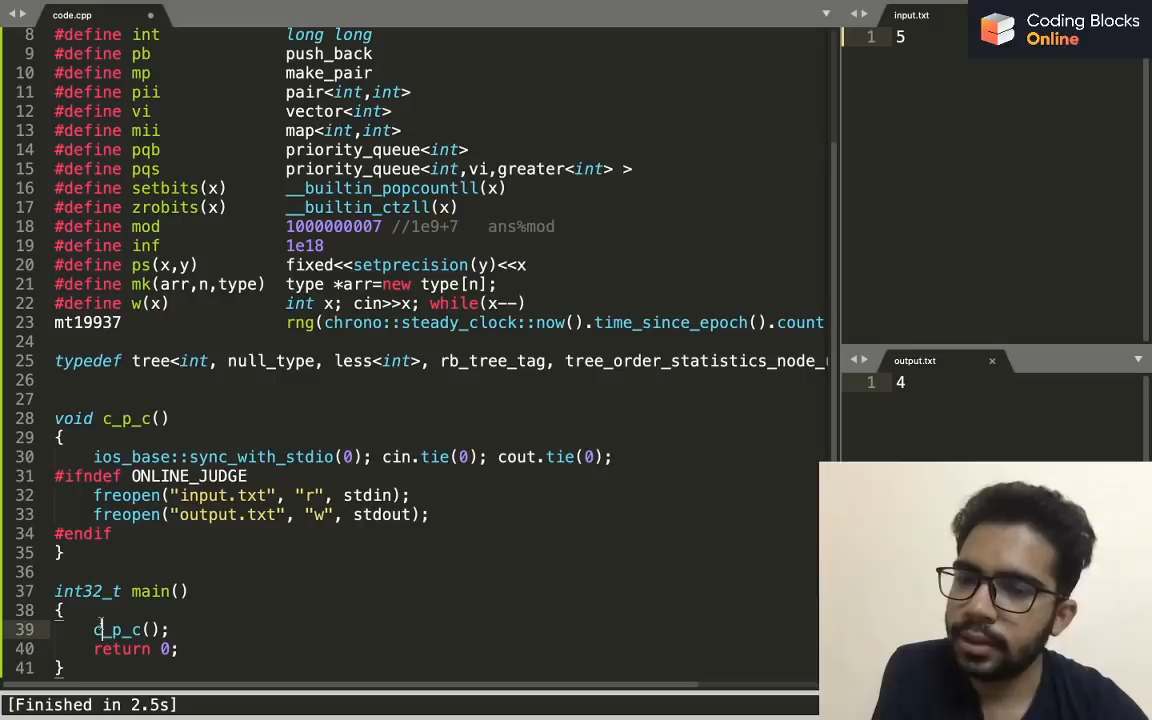 code.cpp
input.txt
Coding Blocks
Online
8 #define int long long
9 #define pb push_back
10 #define mp make_pair
11 #define pii pair<int,int>
12 #define vi vector<int>
13 #define mii map<int,int>
14 #define pqb priority_queue<int>
15 #define pqs priority_queue<int,vi,greater<int> >
16 #define setbits(x) __builtin_popcountll(x)
17 #define zrobits(x) __builtin_ctzll(x)
18 #define mod 1000000007 //1e9+7 ans%mod
19 #define inf 1e18
20 #define ps(x,y) fixed<<setprecision(y)<<x
21 #define mk(arr,n,type) type *arr=new type[n];
22 #define w(x) int x; cin>>x; while(x--)
23 mt19937 rng(chrono::steady_clock::now().time_since_epoch().count
24
25 typedef tree<int, null_type, less<int>, rb_tree_tag, tree_order_statistics_node_
26
27
28 void c_p_c()
29 {
30 ios_base::sync_with_stdio(0); cin.tie(0); cout.tie(0);
31 #ifndef ONLINE_JUDGE
32 freopen("input.txt", "r", stdin);
33 freopen("output.txt", "w", stdout);
34 #endif
35 }
36
37 int32_t main()
38 {
39 c_p_c();
40 return 0;
41 }
1 5
output.txt
1 4
[Finished in 2.5s]